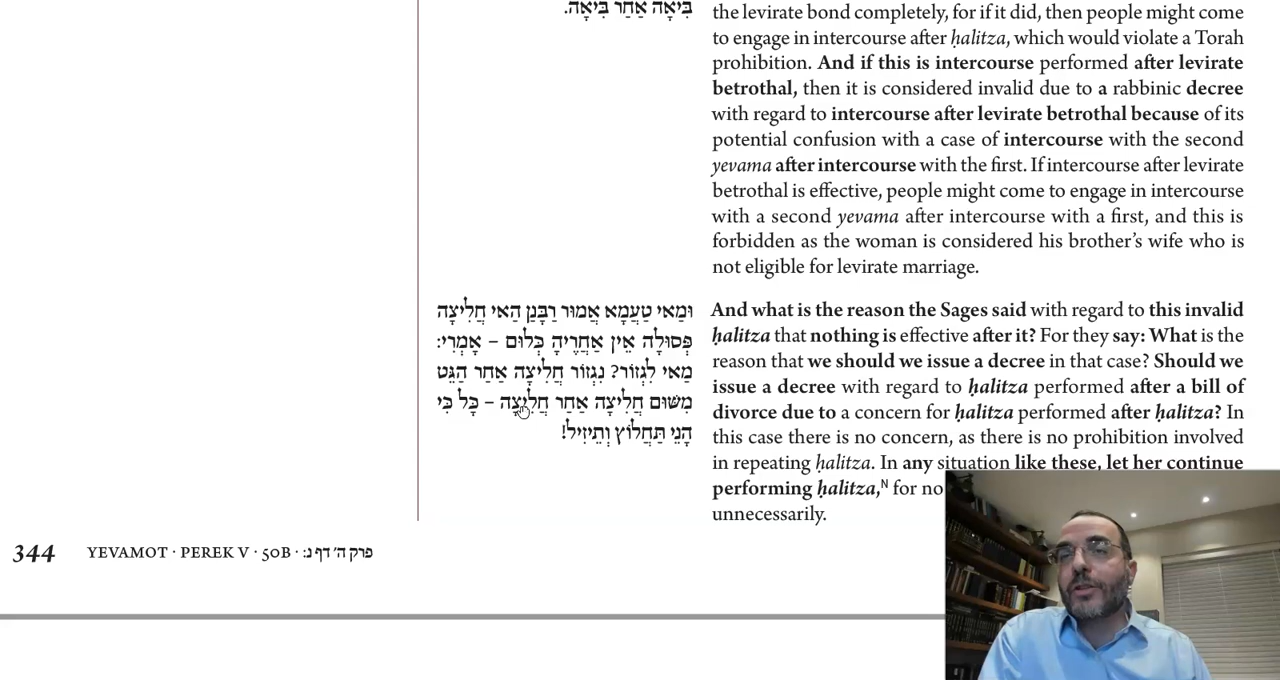 בִּיאָה אַחַר בִּיאָה.
the levirate bond completely, for if it did, then people might come
to engage in intercourse after ḥalitza, which would violate a Torah
prohibition. And if this is intercourse performed after levirate
betrothal, then it is considered invalid due to a rabbinic decree
with regard to intercourse after levirate betrothal because of its
potential confusion with a case of intercourse with the second
yevama after intercourse with the first. If intercourse after levirate
betrothal is effective, people might come to engage in intercourse
with a second yevama after intercourse with a first, and this is
forbidden as the woman is considered his brother's wife who is
not eligible for levirate marriage.
וּמַאי טַעֲמָא אֲמוּר רַבָּנַן הַאי חֲלִיצָה
פְּסוּלָה אֵין אַחֲרֶיהָ כְּלוּם – אָמְרִי:
מַאי לִגְזוֹר? נִגְזוֹר חֲלִיצָה אַחַר הַגֵּט
מִשּׁוּם חֲלִיצָה אַחַר חֲלִיצָה – כָּל כִּי
הָנֵי תַּחֲלוֹץ וְתֵיזִיל!
And what is the reason the Sages said with regard to this invalid
ḥalitza that nothing is effective after it? For they say: What is the
reason that we should we issue a decree in that case? Should we
issue a decree with regard to ḥalitza performed after a bill of
divorce due to a concern for ḥalitza performed after ḥalitza? In
this case there is no concern, as there is no prohibition involved
in repeating ḥalitza. In any situation like these, let her continue
performing ḥalitza,ᴺ for no
unnecessarily.
344 YEVAMOT · PEREK V · 50B · פרק ה׳ דף נ: